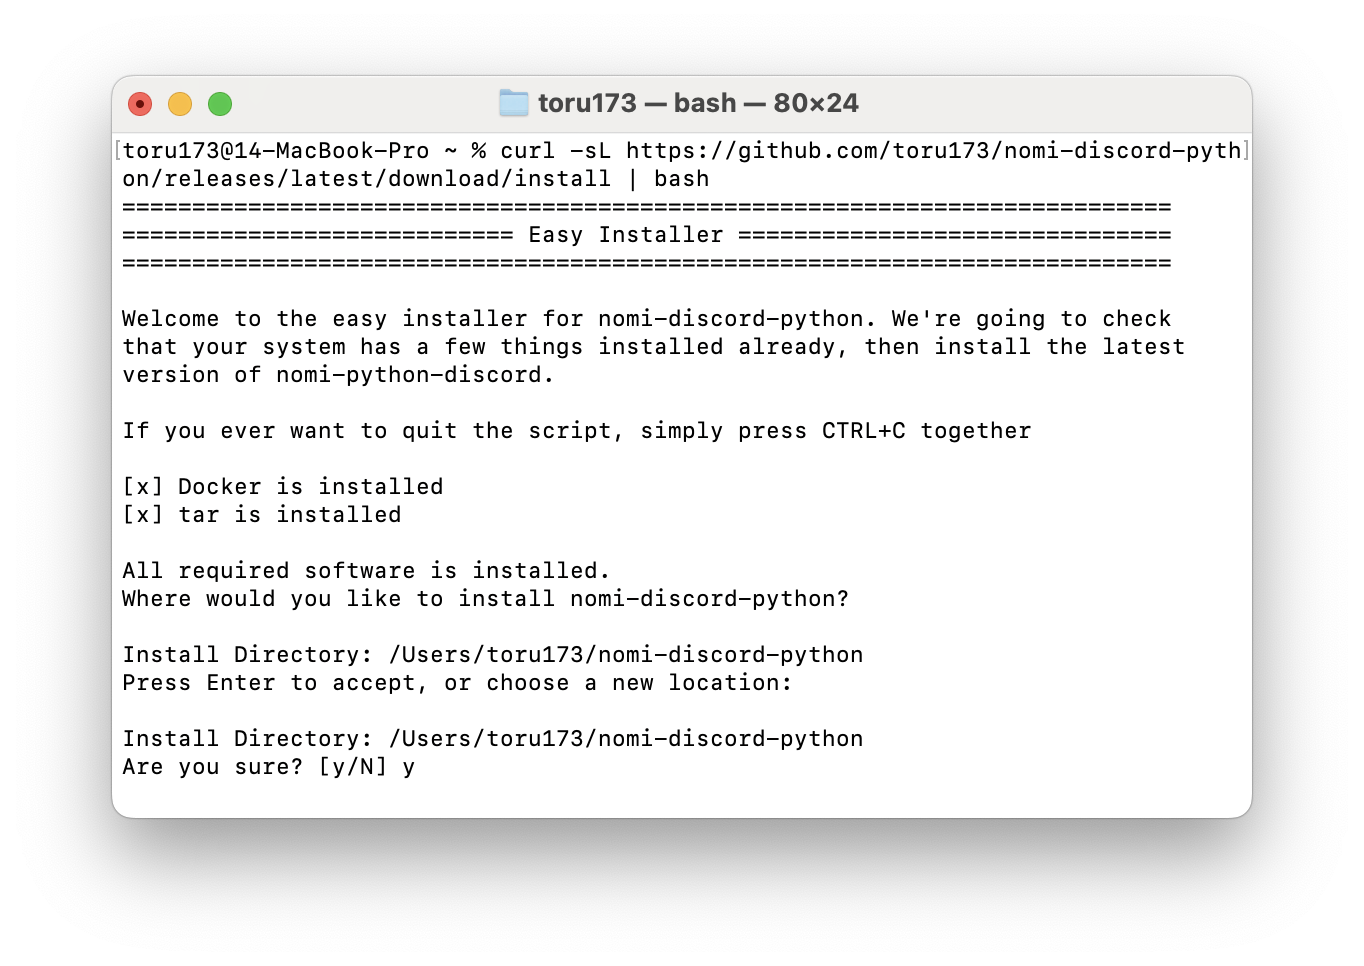 toru173 — bash — 80×24
[toru173@14-MacBook-Pro ~ % curl -sL https://github.com/toru173/nomi-discord-pyth]
on/releases/latest/download/install | bash
===========================================================================
============================ Easy Installer ===============================
===========================================================================
Welcome to the easy installer for nomi-discord-python. We're going to check
that your system has a few things installed already, then install the latest
version of nomi-python-discord.
If you ever want to quit the script, simply press CTRL+C together
[x] Docker is installed
[x] tar is installed
All required software is installed.
Where would you like to install nomi-discord-python?
Install Directory: /Users/toru173/nomi-discord-python
Press Enter to accept, or choose a new location:
Install Directory: /Users/toru173/nomi-discord-python
Are you sure? [y/N] y